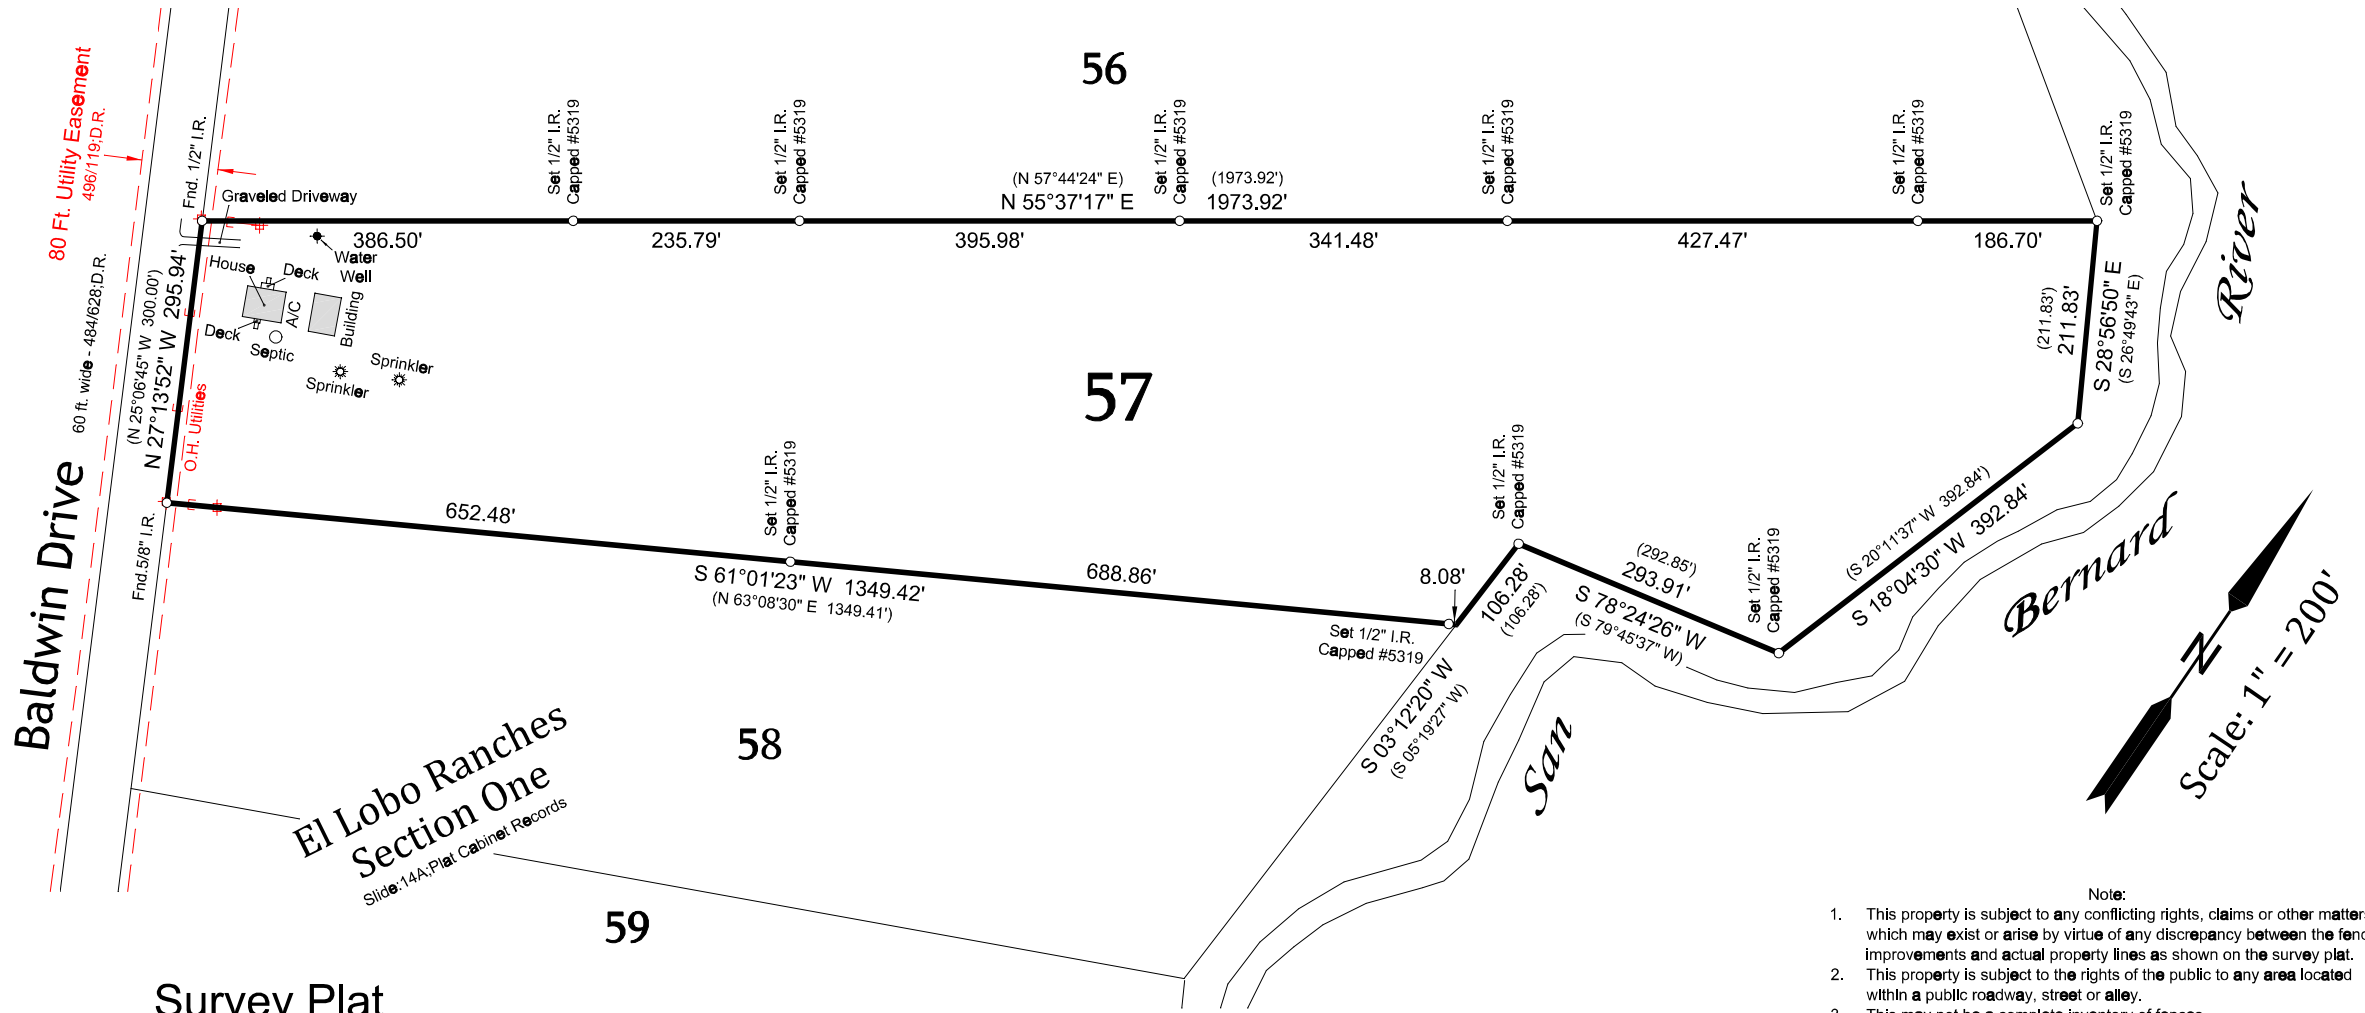 56
80 Ft. Utility Easement
496/119;D.R.
Fnd. 1/2" I.R.
Set 1/2" I.R.
Capped #5319
Set 1/2" I.R.
Capped #5319
Set 1/2" I.R.
Capped #5319
Set 1/2" I.R.
Capped #5319
Set 1/2" I.R.
Capped #5319
Set 1/2" I.R.
Capped #5319
(N 57°44'24" E) (1973.92')
N 55°37'17" E 1973.92'
Graveled Driveway
386.50'
235.79'
395.98'
341.48'
427.47'
186.70'
Water
Well
House
Deck
A/C
Building
Deck
Septic
Sprinkler
Sprinkler
60 ft. wide - 484/628;D.R.
(N 25°06'45" W 300.00')
N 27°13'52" W 295.94'
O.H. Utilities
Baldwin Drive
Fnd.5/8" I.R.
57
(211.83')
211.83'
S 28°56'50" E
(S 26°49'43" E)
River
652.48'
Set 1/2" I.R.
Capped #5319
S 61°01'23" W 1349.42'
(N 63°08'30" E 1349.41')
688.86'
8.08'
Set 1/2" I.R.
Capped #5319
Set 1/2" I.R.
Capped #5319
106.28'
(106.28')
(292.85')
293.91'
S 78°24'26" W
(S 79°45'37" W)
Set 1/2" I.R.
Capped #5319
(S 20°11'37" W 392.84')
S 18°04'30" W 392.84'
Bernard
San
S 03°12'20" W
(S 05°19'27" W)
N
Scale: 1" = 200'
58
El Lobo Ranches
Section One
Slide:14A;Plat Cabinet Records
59
Survey Plat
Note:
1. This property is subject to any conflicting rights, claims or other matter
which may exist or arise by virtue of any discrepancy between the fenc
improvements and actual property lines as shown on the survey plat.
2. This property is subject to the rights of the public to any area located
within a public roadway, street or alley.
3. This may not be a complete inventory of fences